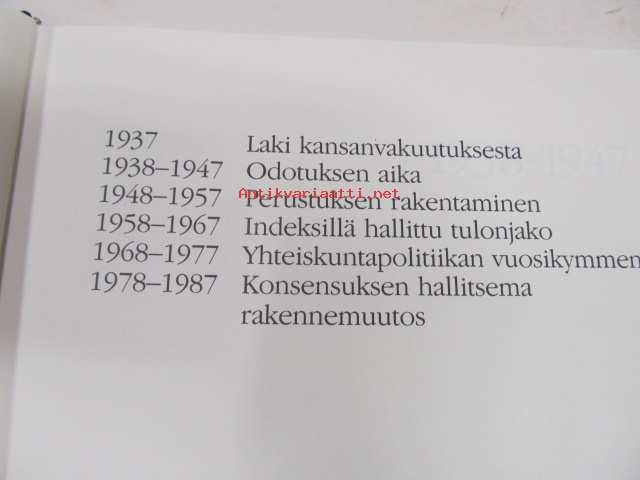 1937 Laki kansanvakuutuksesta
1938–1947 Odotuksen aika
1948–1957 Perustuksen rakentaminen
Antikvariaatti.net
1958–1967 Indeksillä hallittu tulonjako
1968–1977 Yhteiskuntapolitiikan vuosikymmen
1978–1987 Konsensuksen hallitsema
rakennemuutos